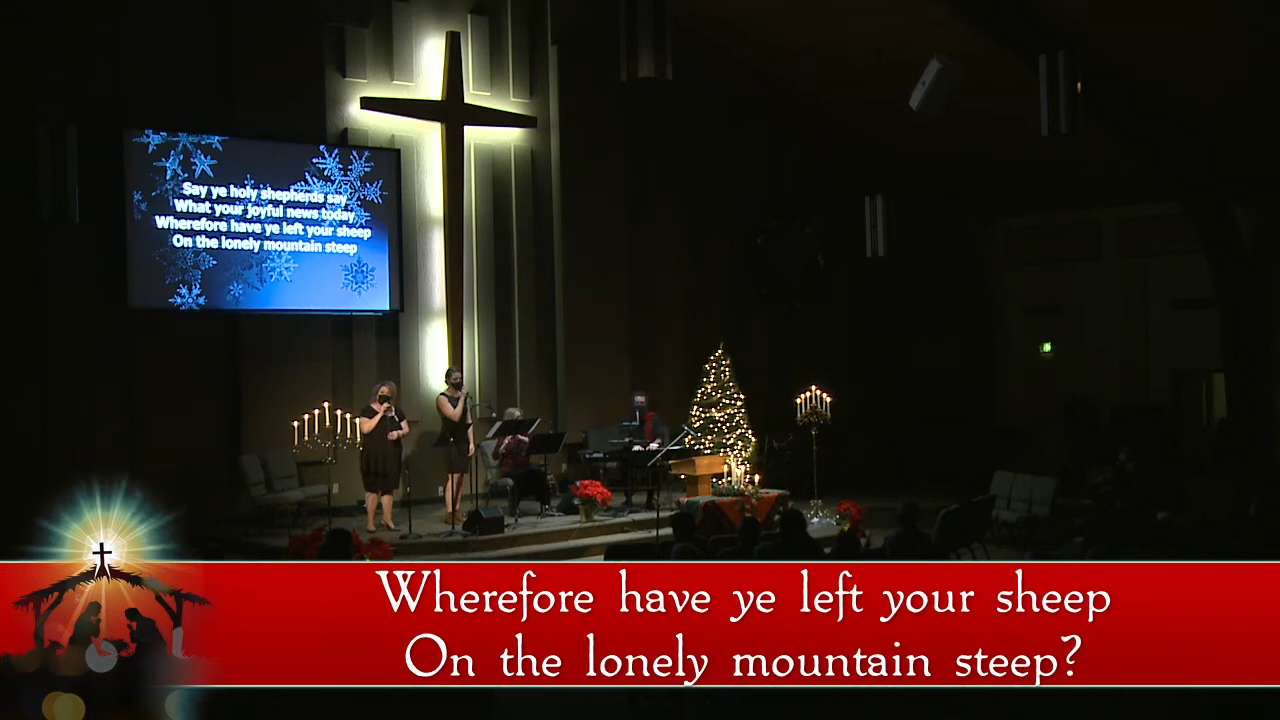 Say ye holy shepherds say
What your joyful news today
Wherefore have ye left your sheep
On the lonely mountain steep
Wherefore have ye left your sheep
On the lonely mountain steep?